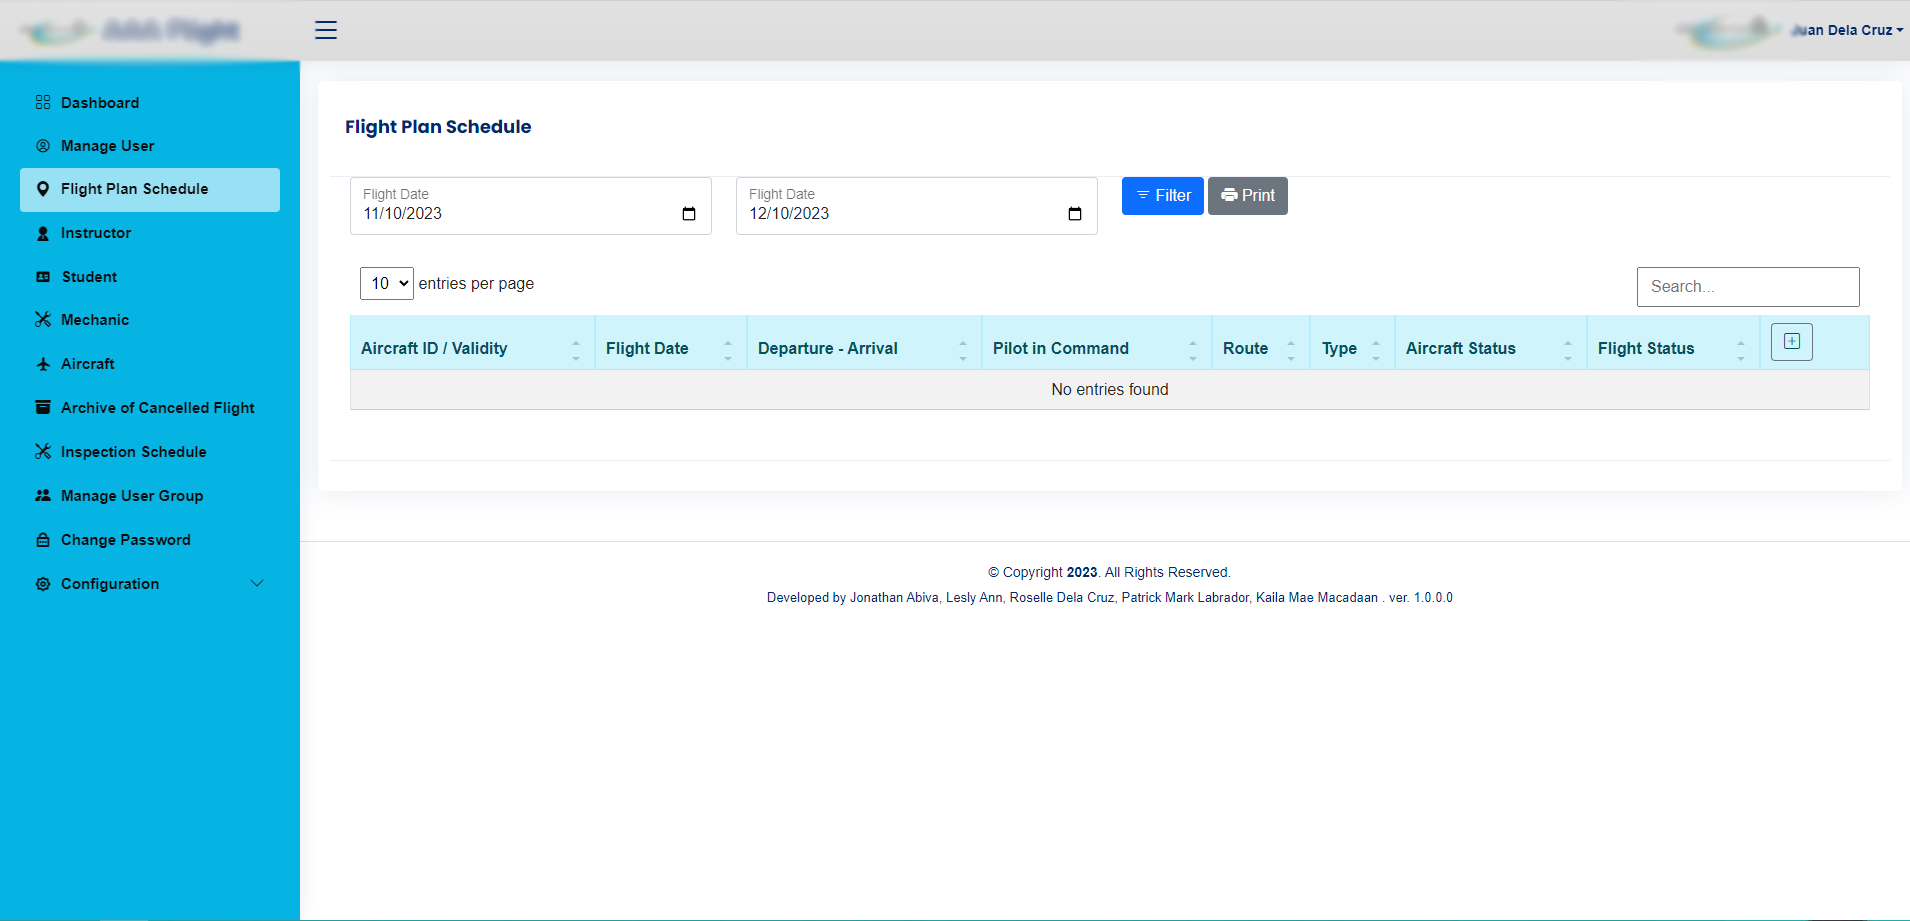 Flight
Juan Dela Cruz
Dashboard
Manage User
Flight Plan Schedule
Instructor
Student
Mechanic
Aircraft
Archive of Cancelled Flight
Inspection Schedule
Manage User Group
Change Password
Configuration
Flight Plan Schedule
Flight Date
11/10/2023
Flight Date
12/10/2023
Filter
Print
10 entries per page
Search...
Aircraft ID / Validity Flight Date Departure - Arrival Pilot in Command Route Type Aircraft Status Flight Status
No entries found
© Copyright 2023. All Rights Reserved.
Developed by Jonathan Abiva, Lesly Ann, Roselle Dela Cruz, Patrick Mark Labrador, Kaila Mae Macadaan . ver. 1.0.0.0